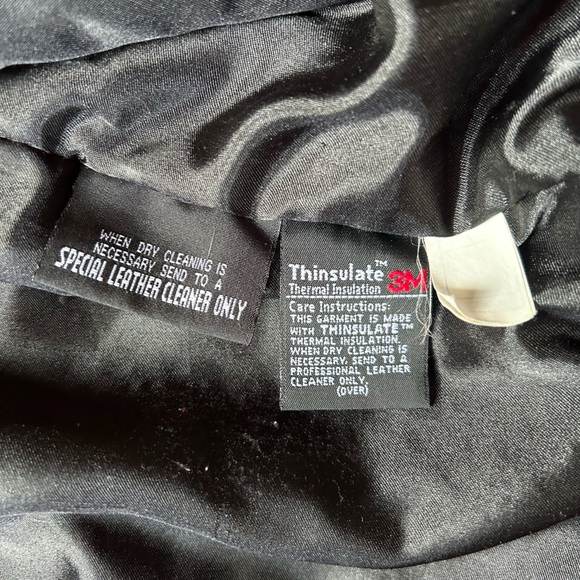 WHEN DRY CLEANING IS
NECESSARY SEND TO A
SPECIAL LEATHER CLEANER ONLY
Thinsulate™ 3M
Thermal Insulation
Care Instructions:
THIS GARMENT IS MADE
WITH THINSULATE™
THERMAL INSULATION.
WHEN DRY CLEANING IS
NECESSARY, SEND TO A
PROFESSIONAL LEATHER
CLEANER ONLY.
(OVER)